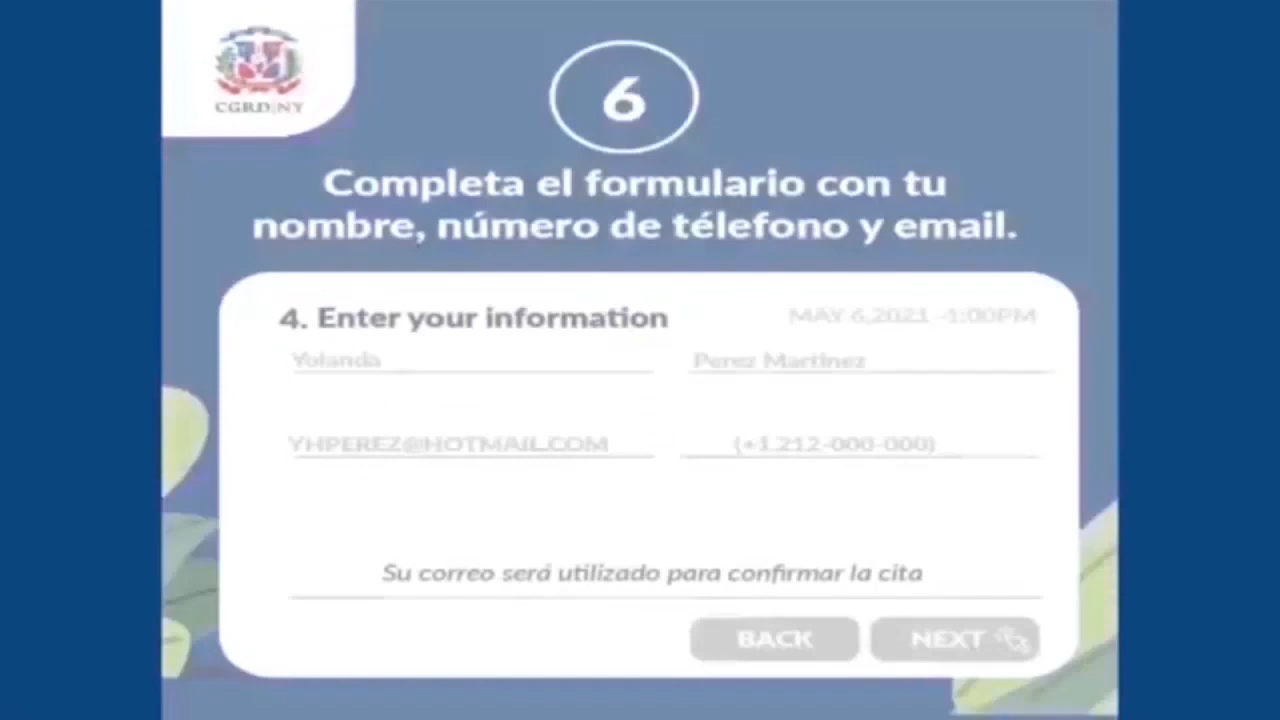 CGRD|NY
6
Completa el formulario con tu
nombre, número de télefono y email.
4. Enter your information
MAY 6,2021 -1:00PM
Yolanda
Perez Martinez
YHPEREZ@HOTMAIL.COM
(+1.212-000-000)
Su correo será utilizado para confirmar la cita
BACK
NEXT